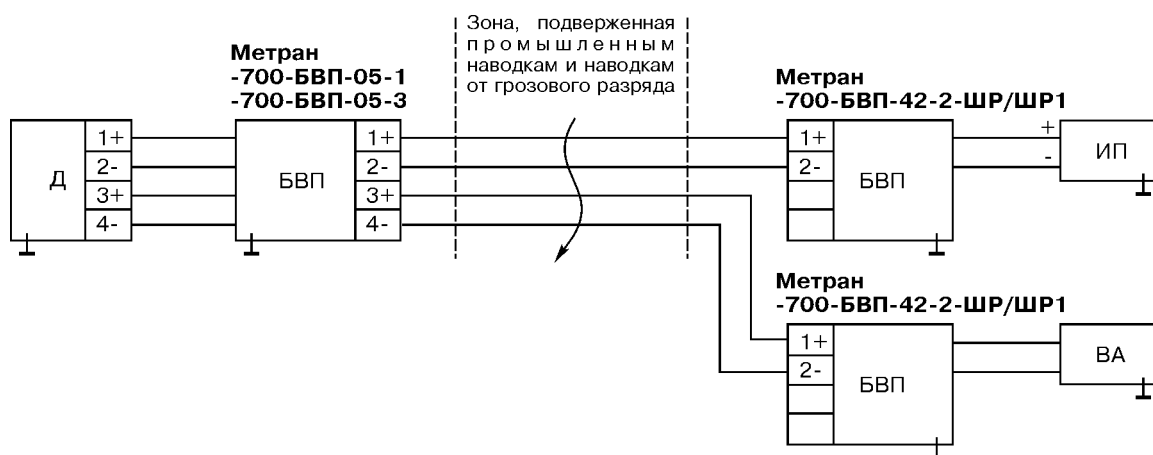 Зона, подверженная
промышленным
наводкам и наводкам
от грозового разряда
Метран
-700-БВП-05-1
-700-БВП-05-3
Метран
-700-БВП-42-2-ШР/ШР1
Д
1+
2-
3+
4-
БВП
1+
2-
3+
4-
1+
2-
БВП
+
-
ИП
Метран
-700-БВП-42-2-ШР/ШР1
1+
2-
БВП
ВА